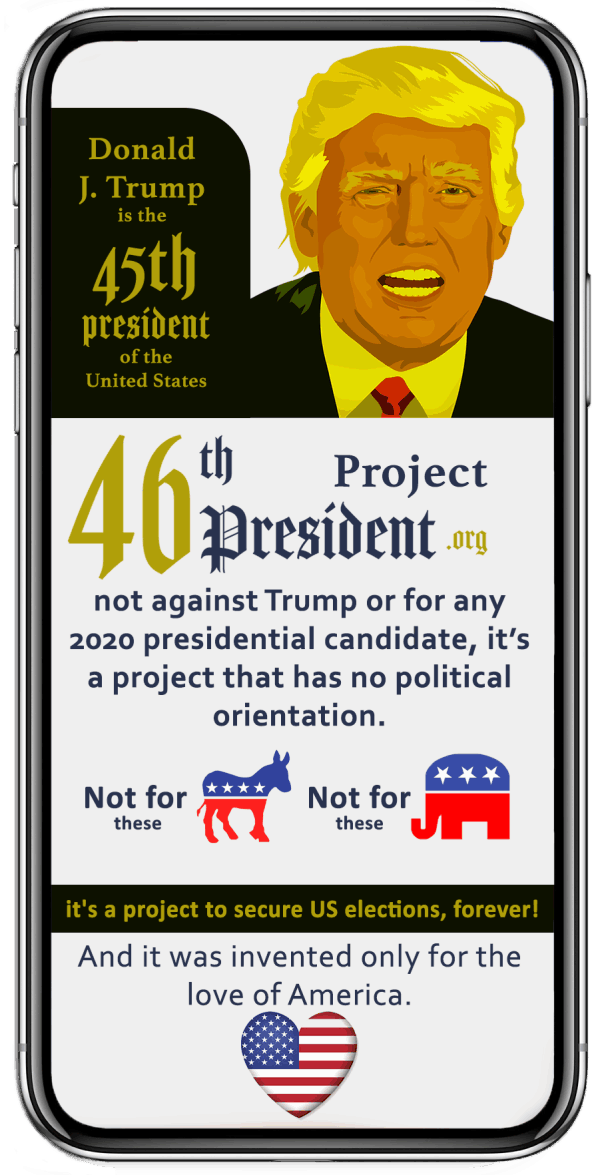 Donald
J. Trump
is the
45th
president
of the
United States
46th Project
President .org
not against Trump or for any
2020 presidential candidate, it’s
a project that has no political
orientation.
Not for
these
Not for
these
it's a project to secure US elections, forever!
And it was invented only for the
love of America.